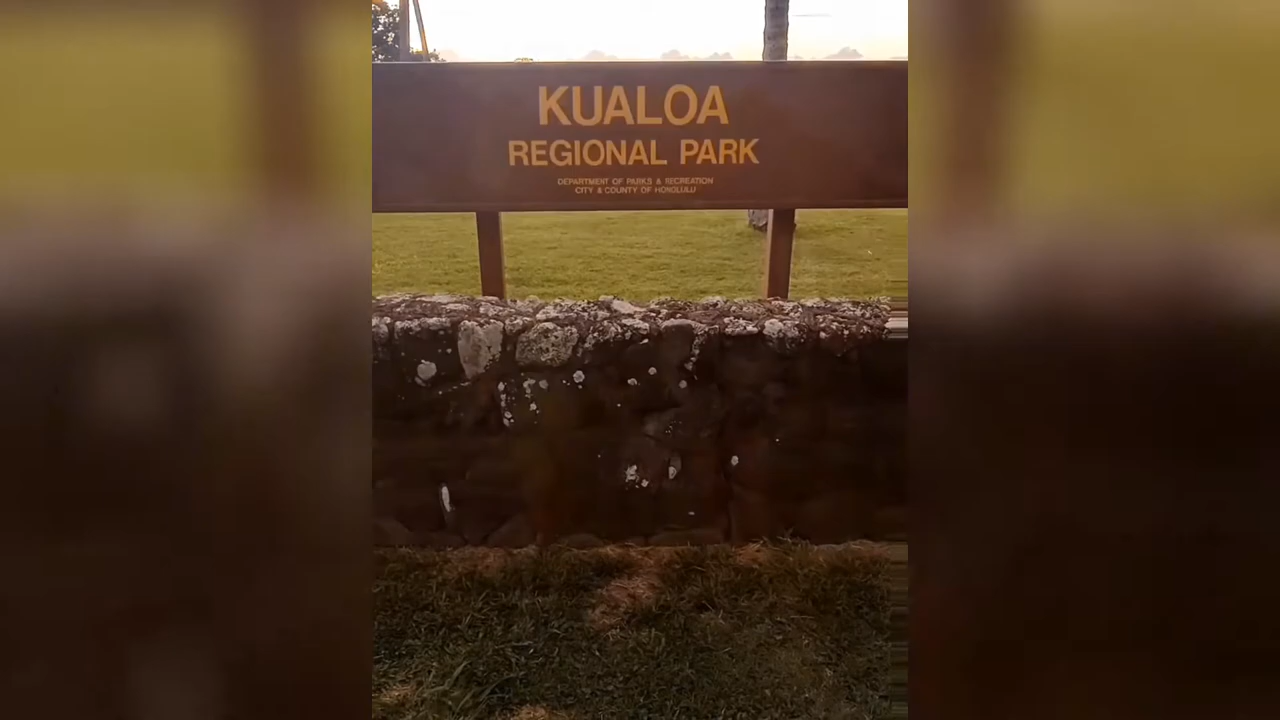 KUALOA
REGIONAL PARK
DEPARTMENT OF PARKS & RECREATION
CITY & COUNTY OF HONOLULU